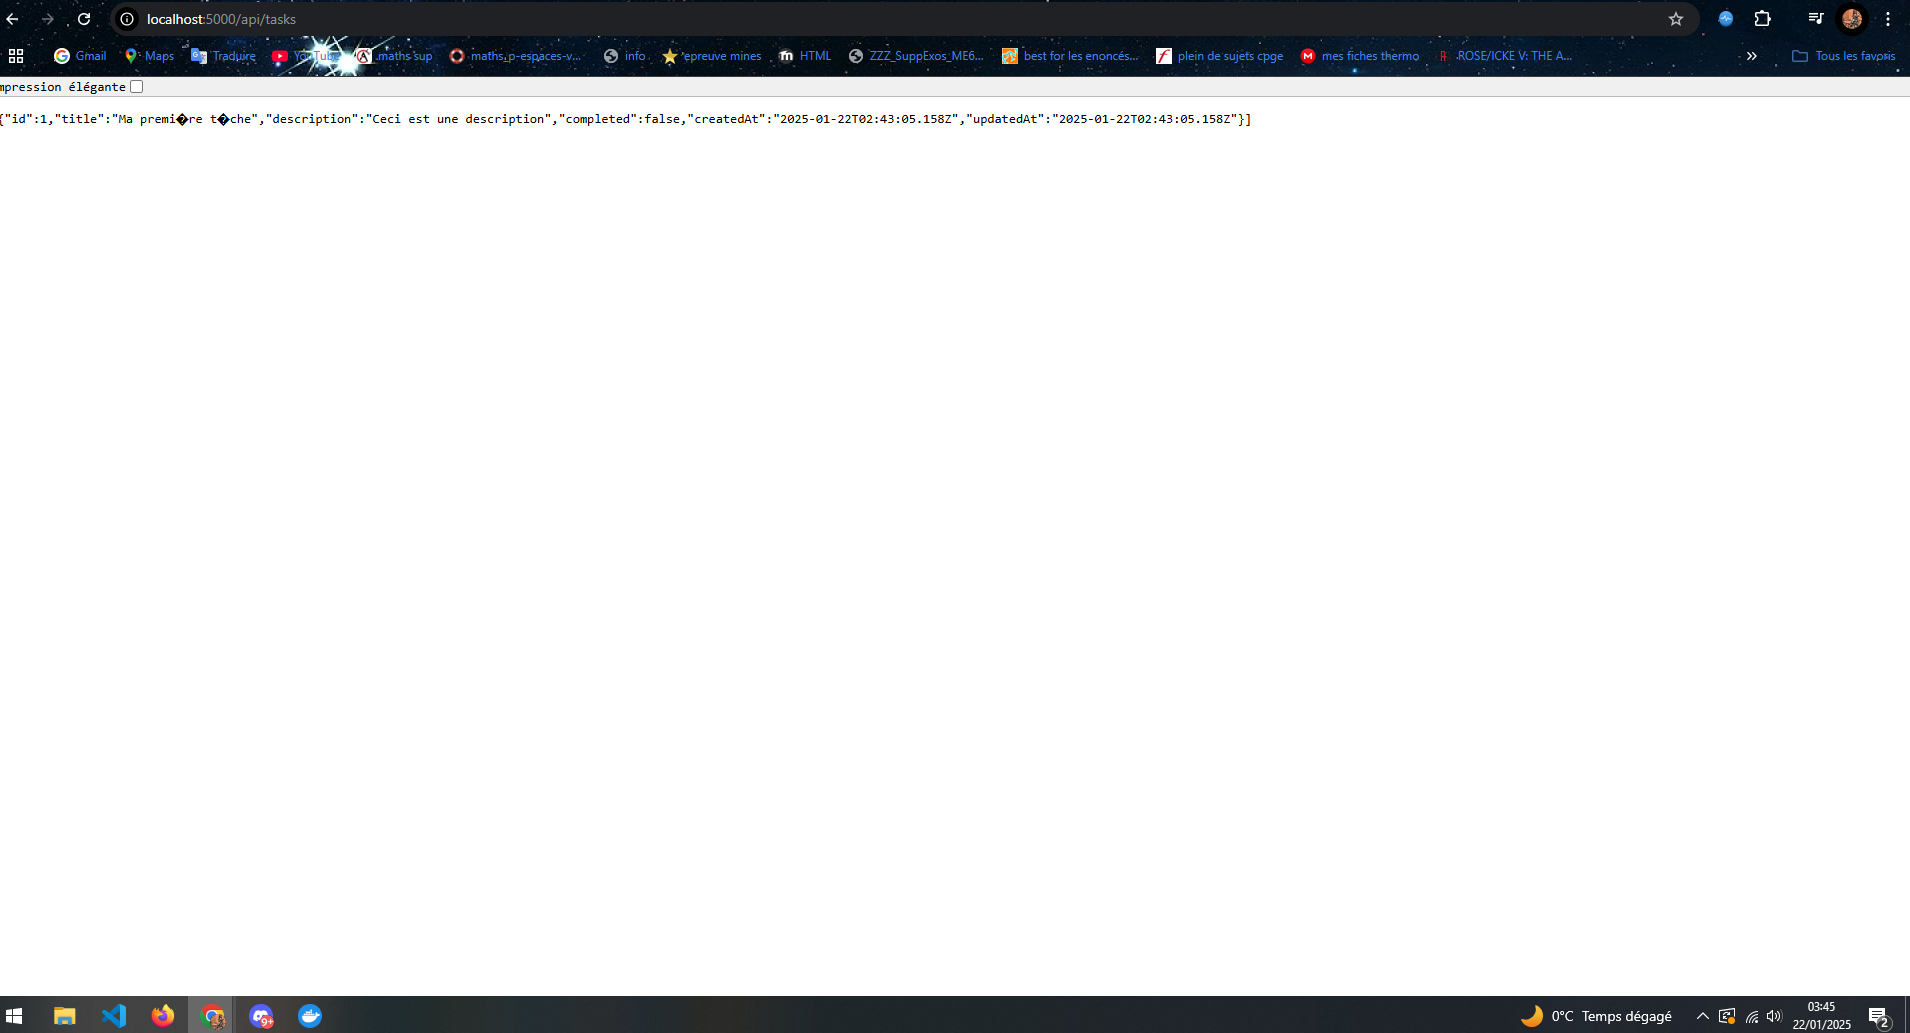 localhost:5000/api/tasks
Gmail Maps Traduire YouTube maths sup maths.p-espaces-v... info epreuve mines HTML ZZZ_SuppExos_ME6... best for les enoncés... plein de sujets cpge mes fiches thermo ROSE/ICKE V: THE A... » Tous les favoris
mpression élégante
{"id":1,"title":"Ma premi�re t�che","description":"Ceci est une description","completed":false,"createdAt":"2025-01-22T02:43:05.158Z","updatedAt":"2025-01-22T02:43:05.158Z"}]
9+
0°C Temps dégagé
03:45
22/01/2025
2